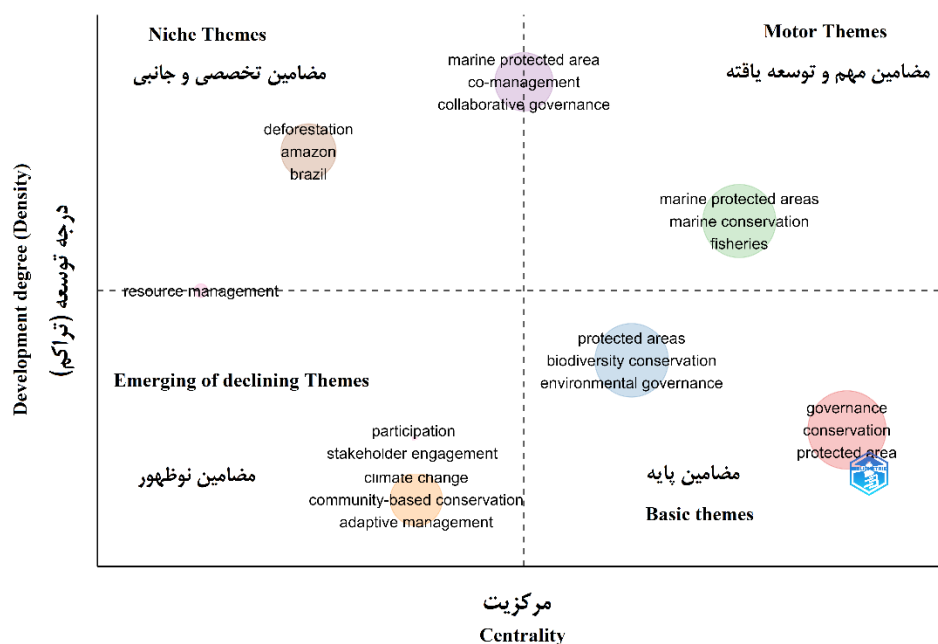 Niche Themes
مضامین تخصصی و جانبی
Motor Themes
مضامین مهم و توسعه یافته
marine protected area
co-management
collaborative governance
deforestation
amazon
brazil
marine protected areas
marine conservation
fisheries
Development degree (Density)
درجه توسعه (تراکم)
resource management
protected areas
biodiversity conservation
environmental governance
Emerging of declining Themes
governance
conservation
protected area
participation
stakeholder engagement
climate change
community-based conservation
adaptive management
مضامین نوظهور
مضامین پایه
Basic themes
مرکزیت
Centrality